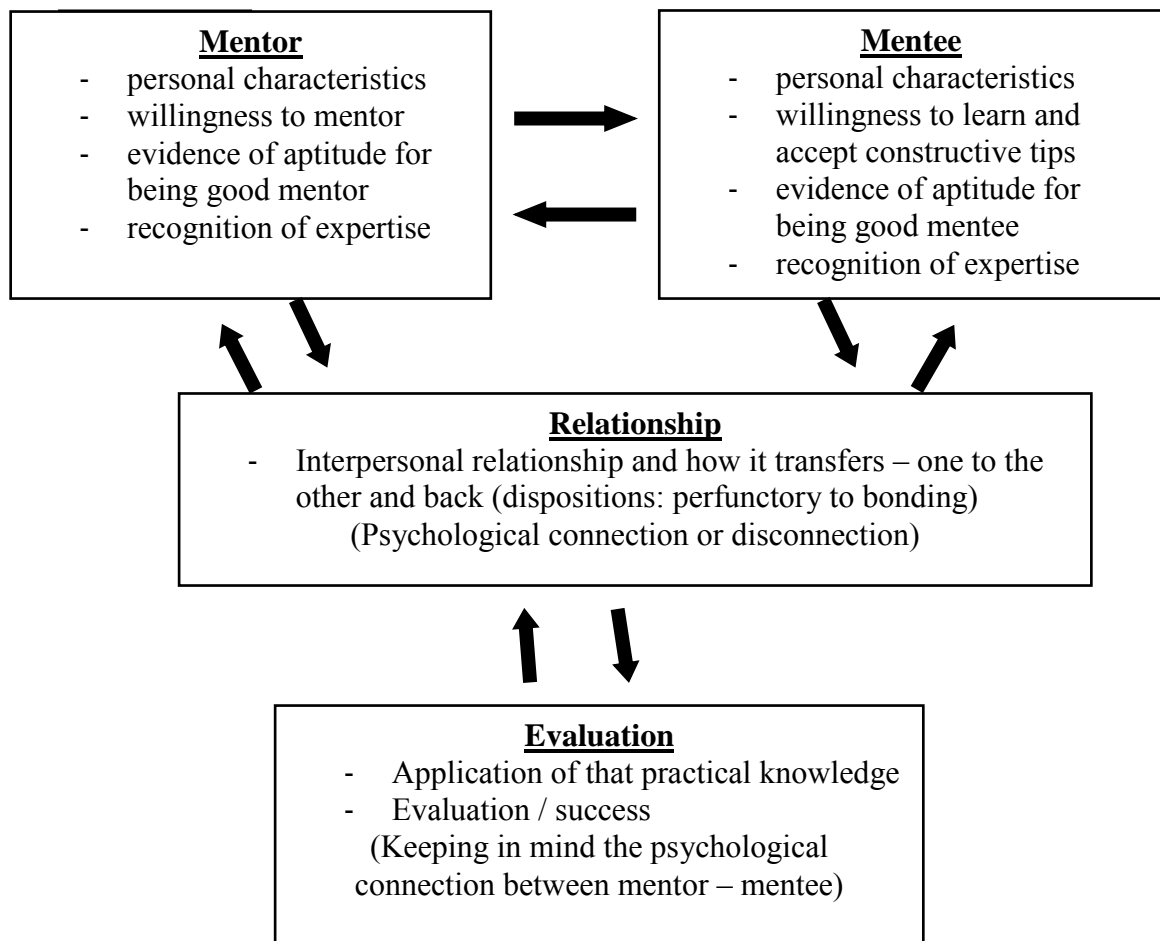 Mentor
- personal characteristics
- willingness to mentor
- evidence of aptitude for
being good mentor
- recognition of expertise
Mentee
- personal characteristics
- willingness to learn and
accept constructive tips
- evidence of aptitude for
being good mentee
- recognition of expertise
Relationship
- Interpersonal relationship and how it transfers – one to the
other and back (dispositions: perfunctory to bonding)
(Psychological connection or disconnection)
Evaluation
- Application of that practical knowledge
- Evaluation / success
(Keeping in mind the psychological
connection between mentor – mentee)